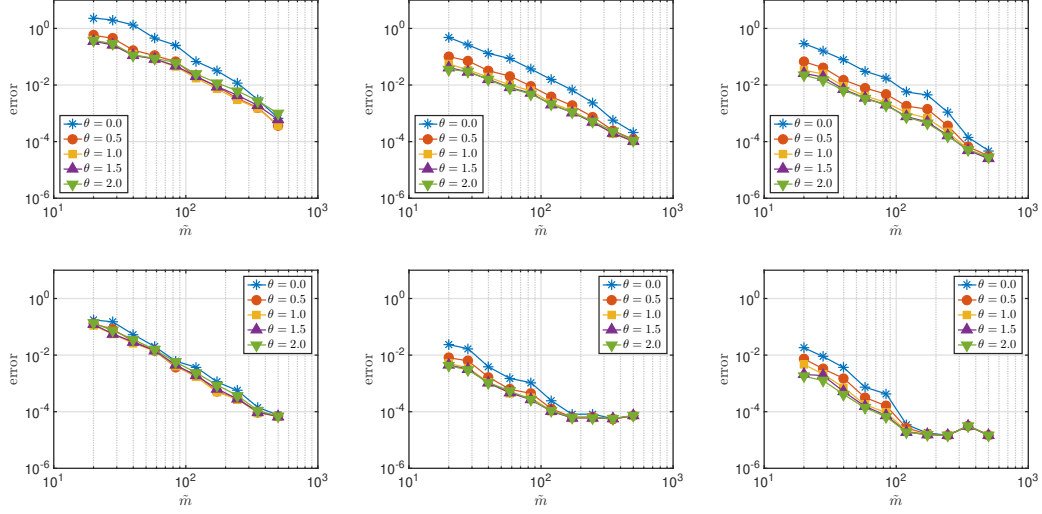 10^0
10^-2
10^-4
10^-6
error
θ = 0.0
θ = 0.5
θ = 1.0
θ = 1.5
θ = 2.0
10^1
10^2
10^3
m̃
10^0
10^-2
10^-4
10^-6
error
θ = 0.0
θ = 0.5
θ = 1.0
θ = 1.5
θ = 2.0
10^1
10^2
10^3
m̃
10^0
10^-2
10^-4
10^-6
error
θ = 0.0
θ = 0.5
θ = 1.0
θ = 1.5
θ = 2.0
10^1
10^2
10^3
m̃
10^0
10^-2
10^-4
10^-6
error
θ = 0.0
θ = 0.5
θ = 1.0
θ = 1.5
θ = 2.0
10^1
10^2
10^3
m̃
10^0
10^-2
10^-4
10^-6
error
θ = 0.0
θ = 0.5
θ = 1.0
θ = 1.5
θ = 2.0
10^1
10^2
10^3
m̃
10^0
10^-2
10^-4
10^-6
error
θ = 0.0
θ = 0.5
θ = 1.0
θ = 1.5
θ = 2.0
10^1
10^2
10^3
m̃